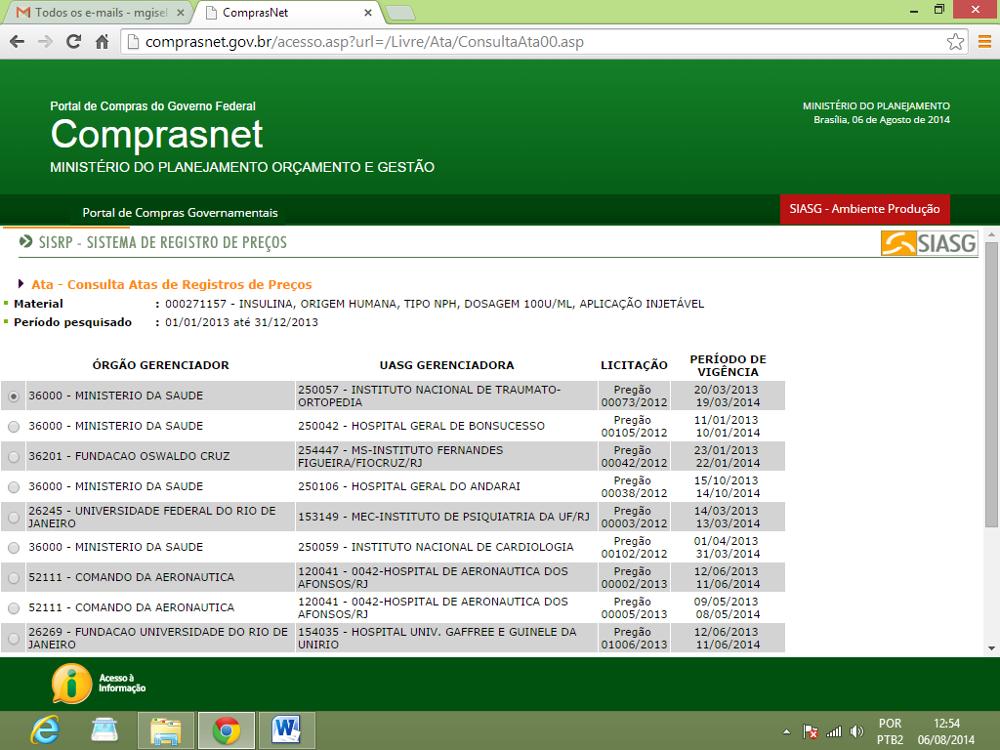 Todos os e-mails - mgisel
ComprasNet
comprasnet.gov.br/acesso.asp?url=/Livre/Ata/ConsultaAta00.asp
Portal de Compras do Governo Federal
Comprasnet
MINISTÉRIO DO PLANEJAMENTO ORÇAMENTO E GESTÃO
MINISTÉRIO DO PLANEJAMENTO
Brasília, 06 de Agosto de 2014
Portal de Compras Governamentais
SIASG - Ambiente Produção
SISRP - SISTEMA DE REGISTRO DE PREÇOS
SIASG
Ata - Consulta Atas de Registros de Preços
Material : 000271157 - INSULINA, ORIGEM HUMANA, TIPO NPH, DOSAGEM 100U/ML, APLICAÇÃO INJETÁVEL
Período pesquisado : 01/01/2013 até 31/12/2013
ÓRGÃO GERENCIADOR
UASG GERENCIADORA
LICITAÇÃO
PERÍODO DE
VIGÊNCIA
36000 - MINISTERIO DA SAUDE
250057 - INSTITUTO NACIONAL DE TRAUMATO-
ORTOPEDIA
Pregão
00073/2012
20/03/2013
19/03/2014
36000 - MINISTERIO DA SAUDE
250042 - HOSPITAL GERAL DE BONSUCESSO
Pregão
00105/2012
11/01/2013
10/01/2014
36201 - FUNDACAO OSWALDO CRUZ
254447 - MS-INSTITUTO FERNANDES
FIGUEIRA/FIOCRUZ/RJ
Pregão
00042/2012
23/01/2013
22/01/2014
36000 - MINISTERIO DA SAUDE
250106 - HOSPITAL GERAL DO ANDARAI
Pregão
00038/2012
15/10/2013
14/10/2014
26245 - UNIVERSIDADE FEDERAL DO RIO DE
JANEIRO
153149 - MEC-INSTITUTO DE PSIQUIATRIA DA UF/RJ
Pregão
00003/2012
14/03/2013
13/03/2014
36000 - MINISTERIO DA SAUDE
250059 - INSTITUTO NACIONAL DE CARDIOLOGIA
Pregão
00102/2012
01/04/2013
31/03/2014
52111 - COMANDO DA AERONAUTICA
120041 - 0042-HOSPITAL DE AERONAUTICA DOS
AFONSOS/RJ
Pregão
00002/2013
12/06/2013
11/06/2014
52111 - COMANDO DA AERONAUTICA
120041 - 0042-HOSPITAL DE AERONAUTICA DOS
AFONSOS/RJ
Pregão
00005/2013
09/05/2013
08/05/2014
26269 - FUNDACAO UNIVERSIDADE DO RIO DE
JANEIRO
154035 - HOSPITAL UNIV. GAFFREE E GUINELE DA
UNIRIO
Pregão
01006/2013
12/06/2013
11/06/2014
Acesso à
Informação
POR
PTB2
12:54
06/08/2014